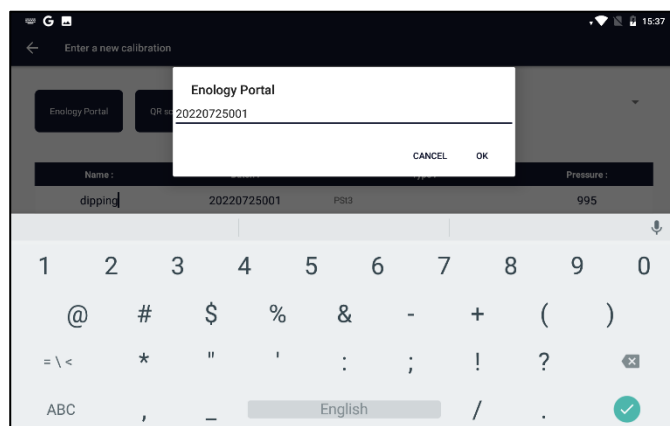 G 15:37
Enter a new calibration
Enology Portal
20220725001
CANCEL OK
Enology Portal QR
Name : Pressure :
dipping 20220725001 PSt3 995
1 2 3 4 5 6 7 8 9 0
@ # $ % & - + ( )
= \ < * " ' : ; ! ?
ABC , _ English / .